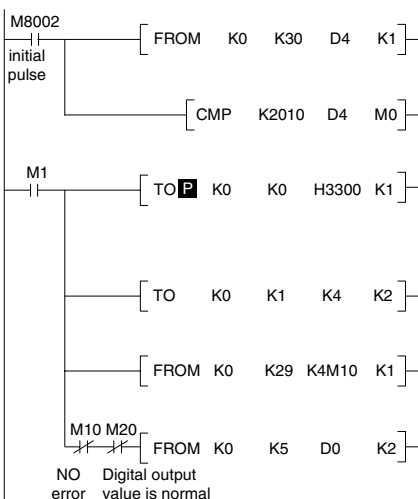 M8002
FROM K0 K30 D4 K1
initial
pulse
CMP K2010 D4 M0
M1
TO P K0 K0 H3300 K1
TO K0 K1 K4 K2
FROM K0 K29 K4M10 K1
M10 M20
FROM K0 K5 D0 K2
NO Digital output
error value is normal